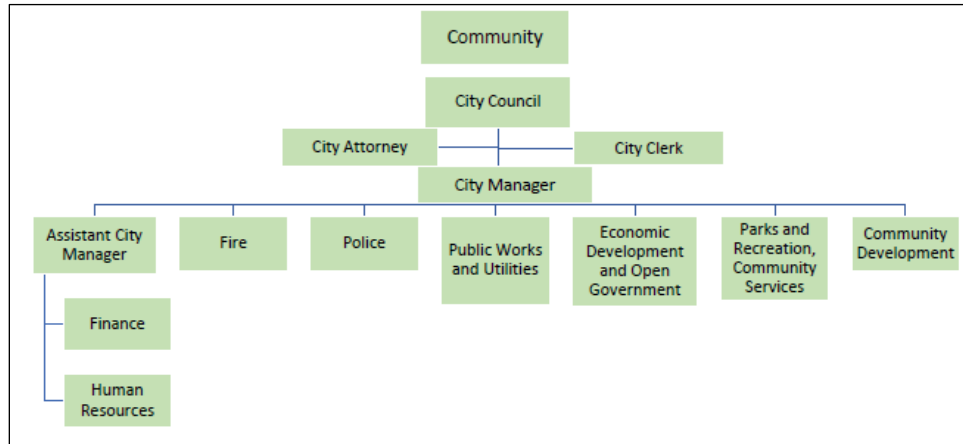 Community
City Council
City Attorney
City Clerk
City Manager
Assistant City
Manager
Fire
Police
Public Works
and Utilities
Economic
Development
and Open
Government
Parks and
Recreation,
Community
Services
Community
Development
Finance
Human
Resources